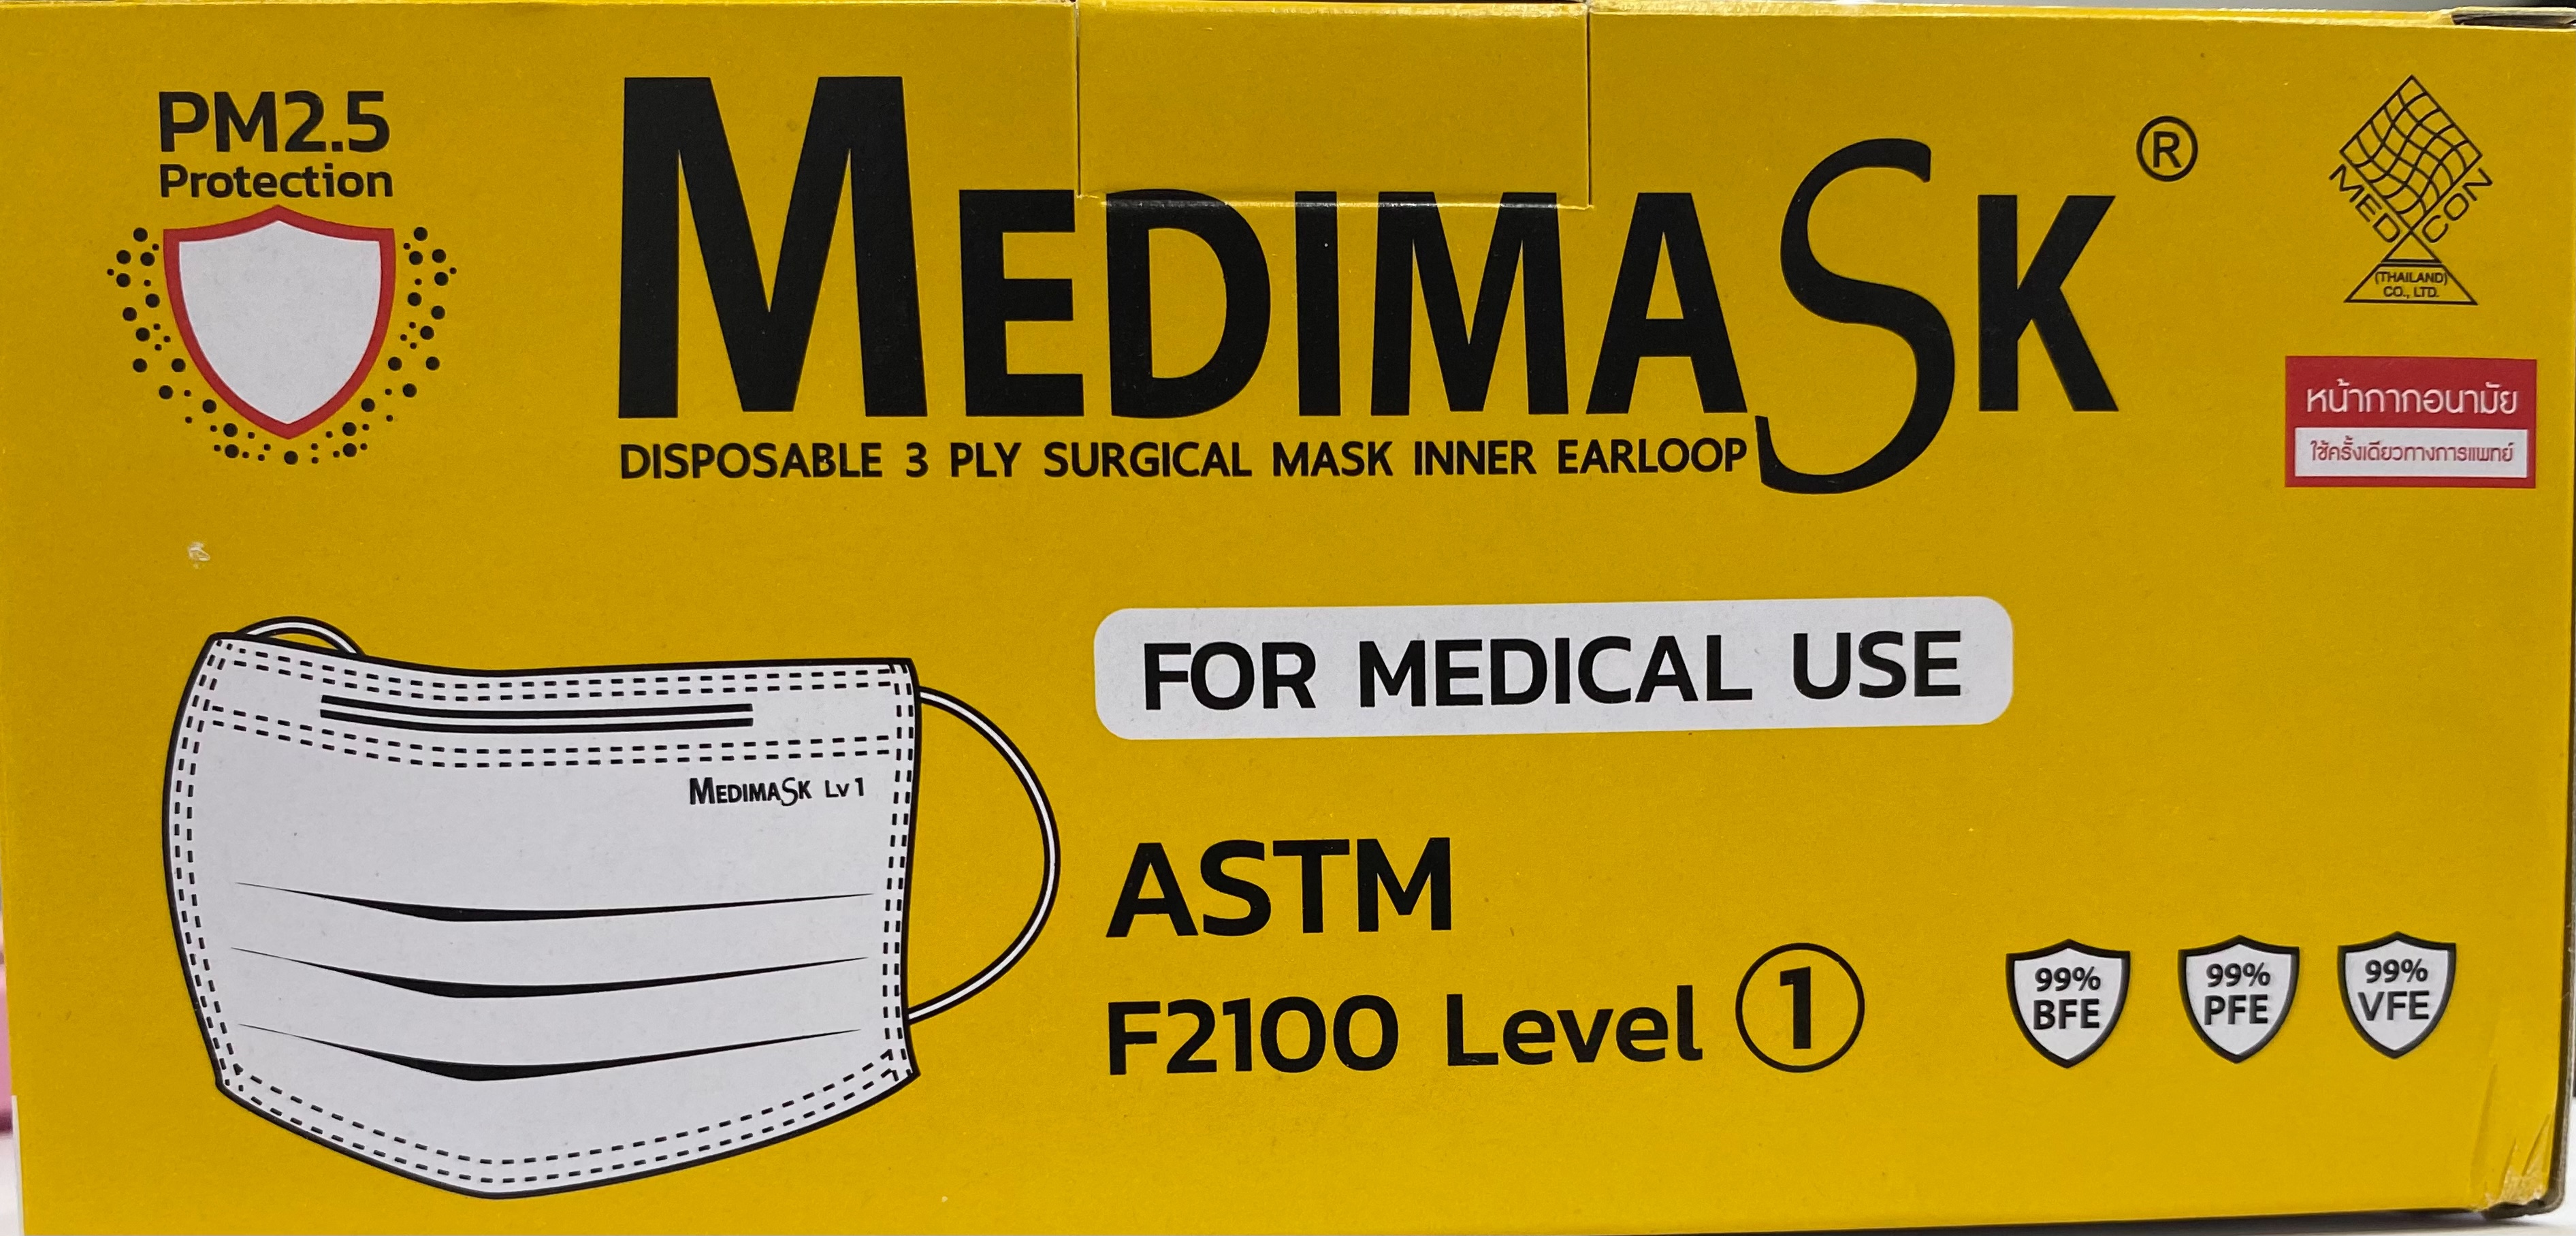 PM2.5
Protection
MEDIMASK®
DISPOSABLE 3 PLY SURGICAL MASK INNER EARLOOP
MEDICON
(THAILAND)
CO., LTD.
หน้ากากอนามัย
ใช้ครั้งเดียวทางการแพทย์
FOR MEDICAL USE
MEDIMASK Lv 1
ASTM
F2100 Level 1
99%
BFE
99%
PFE
99%
VFE